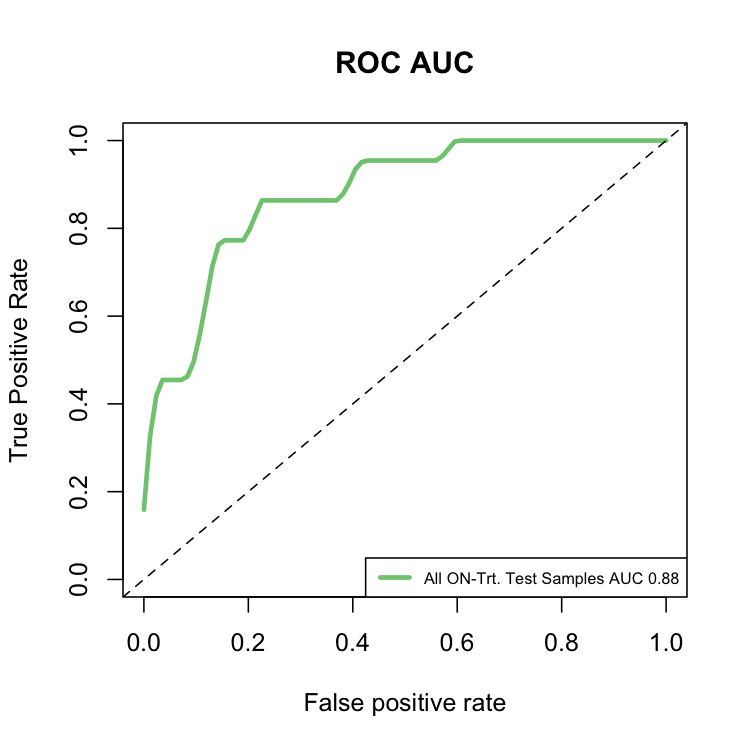 ROC AUC
True Positive Rate
1.0
0.8
0.6
0.4
0.2
0.0
All ON-Trt. Test Samples AUC 0.88
0.0 0.2 0.4 0.6 0.8 1.0
False positive rate